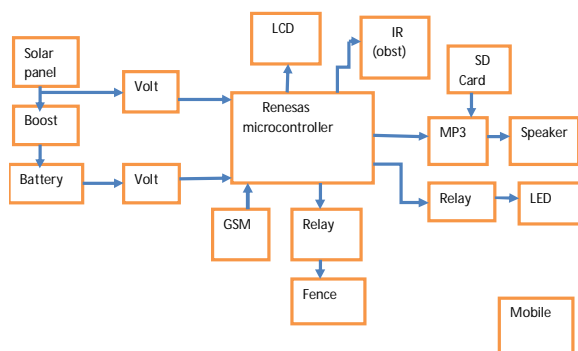 LCD
IR
(obst)
SD
Card
Solar
panel
Volt
Renesas
microcontroller
Boost
MP3
Speaker
Battery
Volt
GSM
Relay
Relay
LED
Fence
Mobile